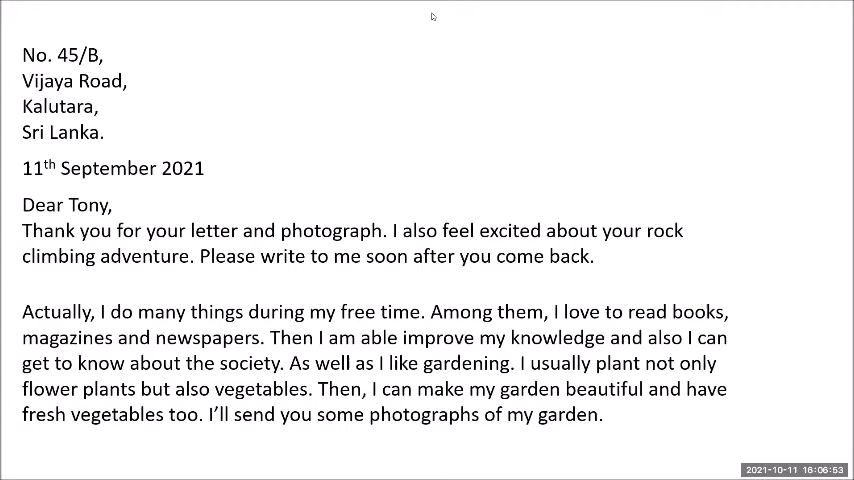 No. 45/B,
Vijaya Road,
Kalutara,
Sri Lanka.
11th September 2021
Dear Tony,
Thank you for your letter and photograph. I also feel excited about your rock
climbing adventure. Please write to me soon after you come back.
Actually, I do many things during my free time. Among them, I love to read books,
magazines and newspapers. Then I am able improve my knowledge and also I can
get to know about the society. As well as I like gardening. I usually plant not only
flower plants but also vegetables. Then, I can make my garden beautiful and have
fresh vegetables too. I’ll send you some photographs of my garden.
2021-10-11 16:06:53